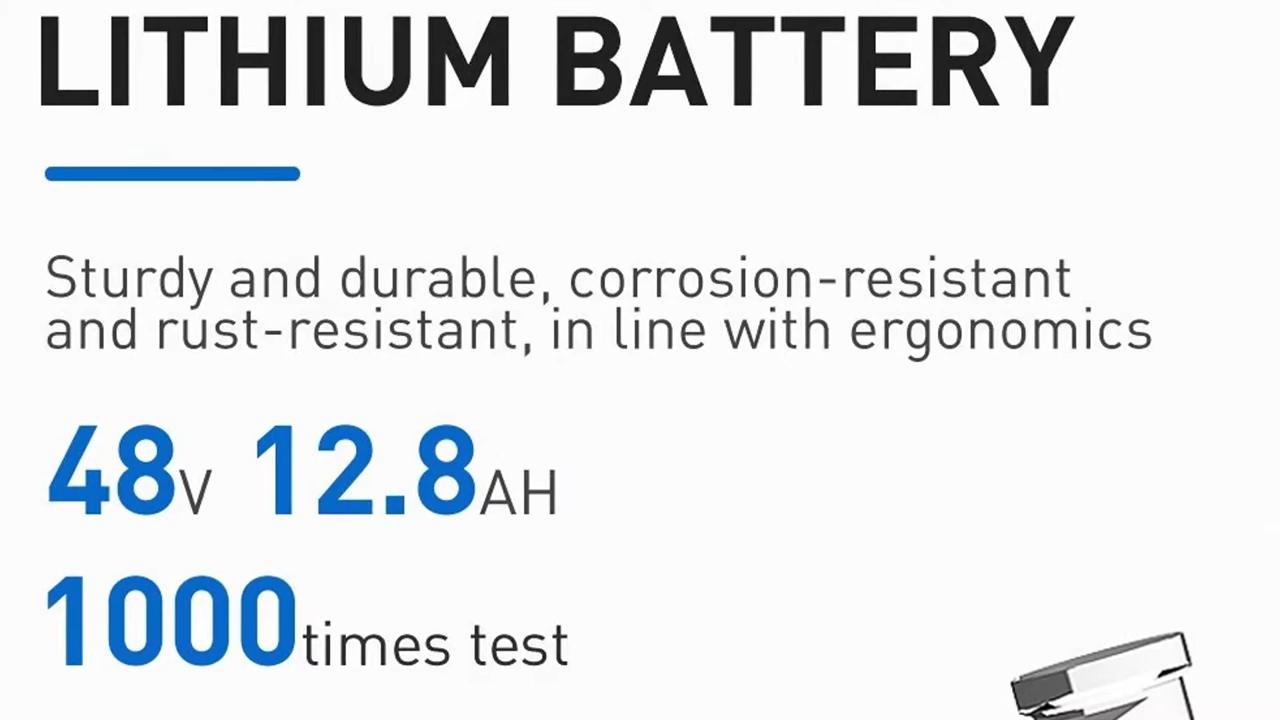 LITHIUM BATTERY
Sturdy and durable, corrosion-resistant
and rust-resistant, in line with ergonomics
48V 12.8AH
1000times test